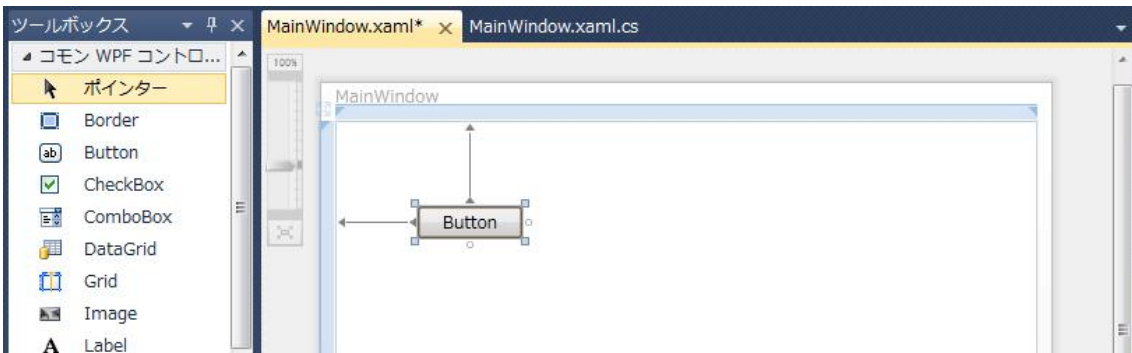 ツールボックス
コモン WPF コントロ...
ポインター
Border
Button
CheckBox
ComboBox
DataGrid
Grid
Image
Label
MainWindow.xaml*
MainWindow.xaml.cs
100%
MainWindow
Button